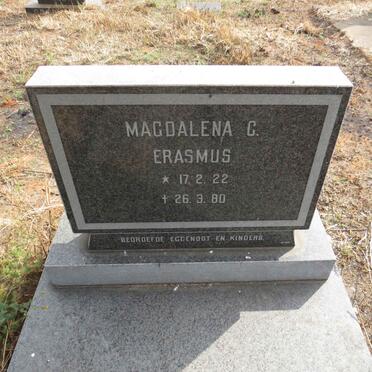 MAGDALENA C.
ERASMUS
* 17. 2. 22
† 26. 3. 80
BEDROEFDE EGGENOOT EN KINDERS.